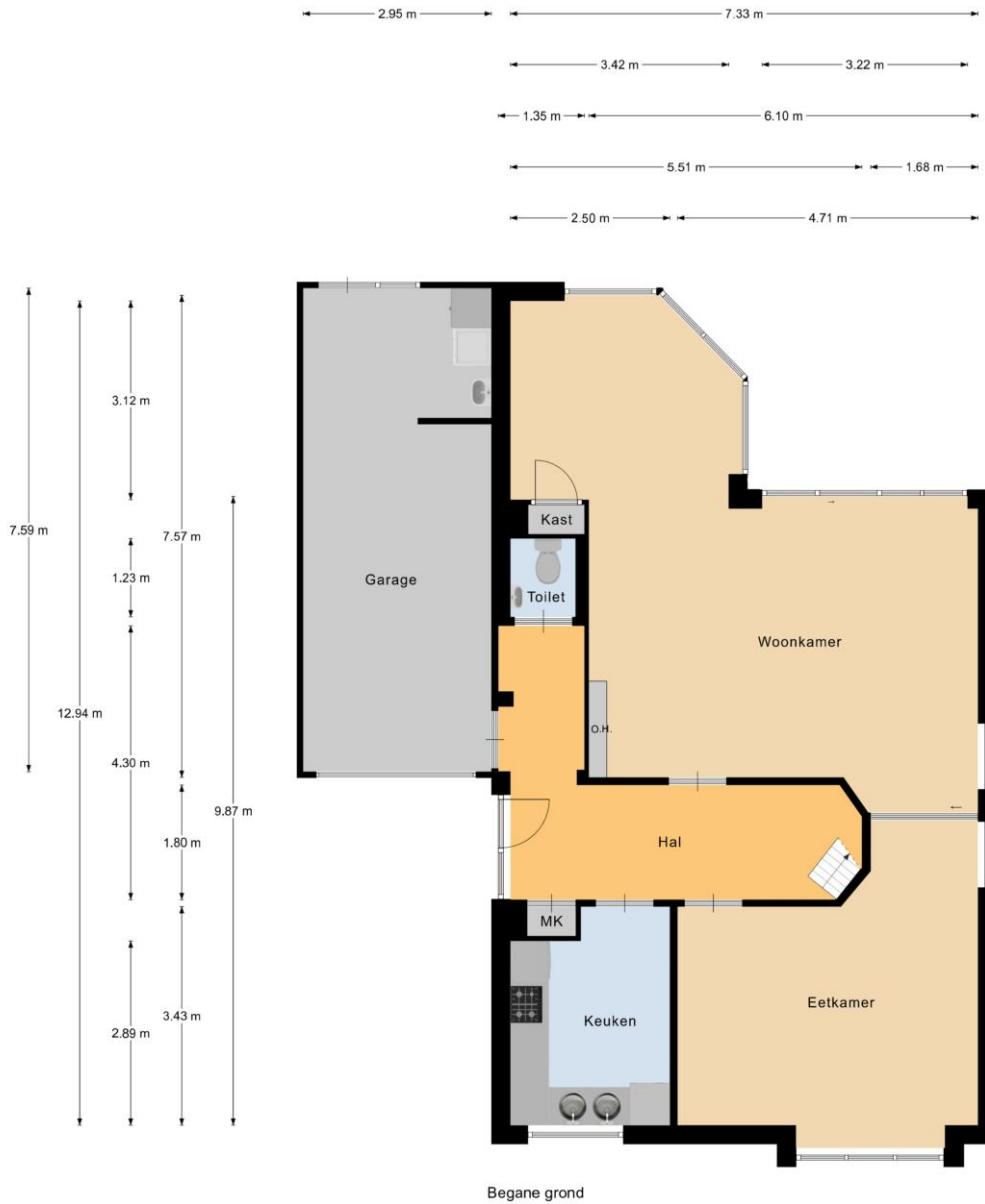 2.95 m
7.33 m
3.42 m
3.22 m
1.35 m
6.10 m
5.51 m
1.68 m
2.50 m
4.71 m
3.12 m
7.59 m
7.57 m
Kast
1.23 m
Garage
Toilet
Woonkamer
12.94 m
O.H.
4.30 m
9.87 m
1.80 m
Hal
MK
Eetkamer
3.43 m
Keuken
2.89 m
Begane grond